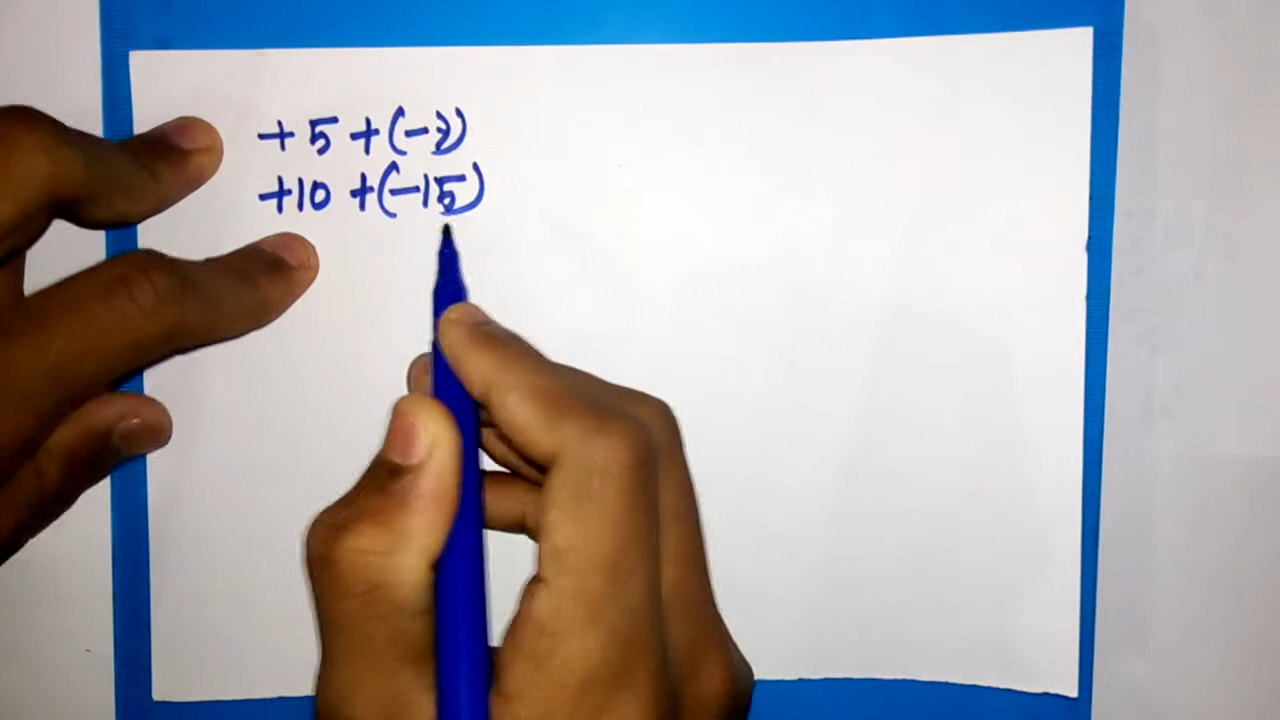 + 5 + (-2)
+10 + (-15)